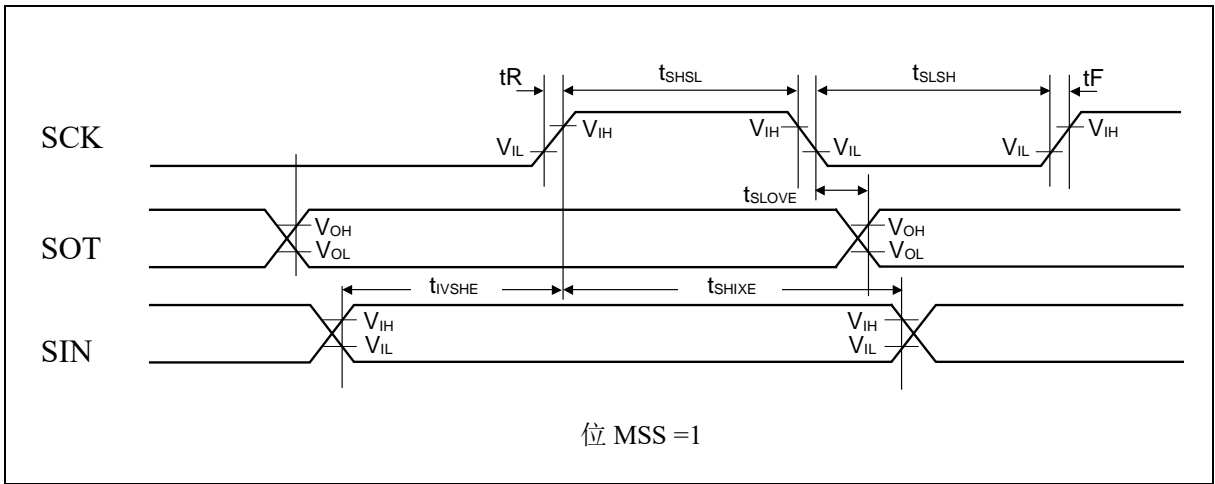 tR tSHSL tSLSH tF
SCK VIH VIH VIH
VIL VIL VIL
tSLOVE
SOT VOH VOH
VOL VOL
tIVSHE tSHIXE
SIN VIH VIH
VIL VIL
位 MSS =1